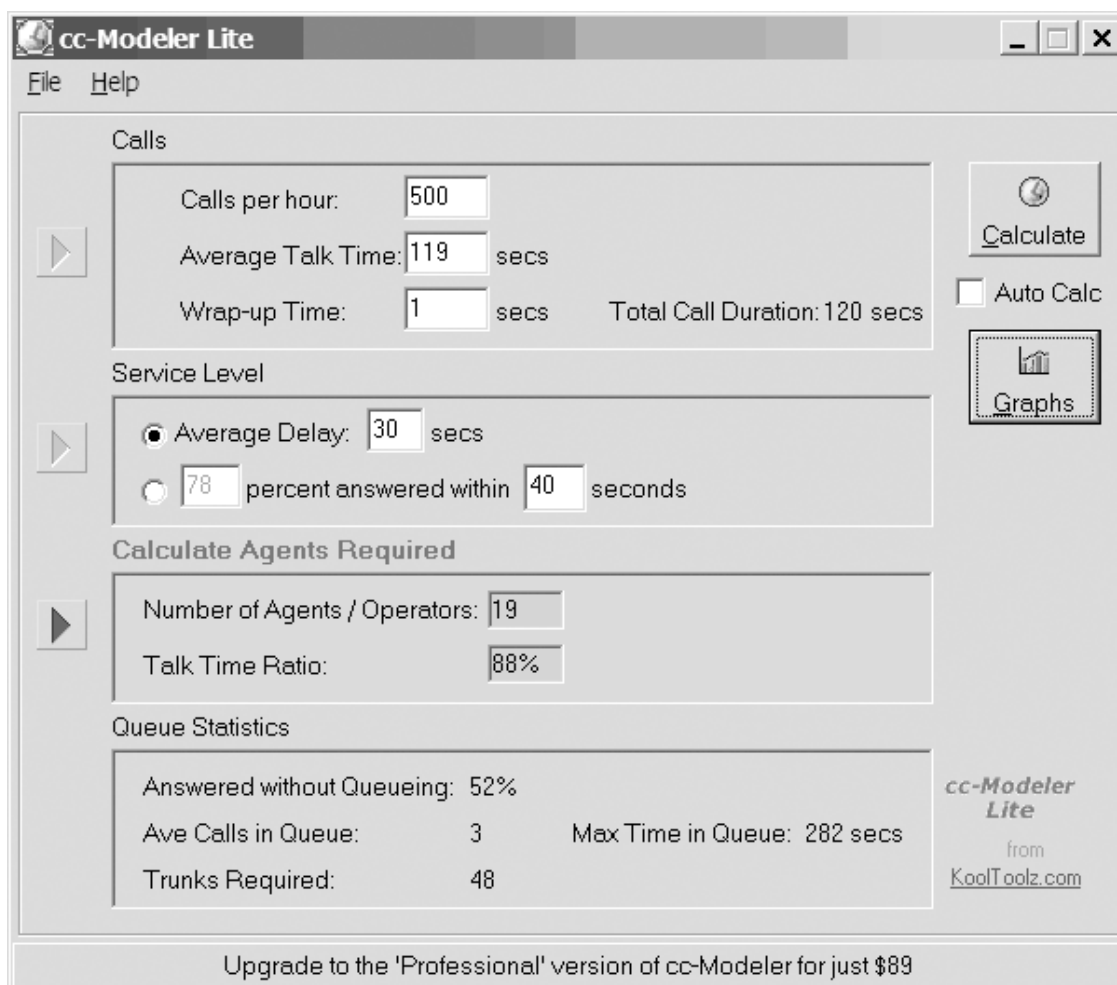 cc-Modeler Lite
File Help
Calls
Calls per hour: 500
Calculate
Average Talk Time: 119 secs
Auto Calc
Wrap-up Time: 1 secs Total Call Duration: 120 secs
Graphs
Service Level
Average Delay: 30 secs
78 percent answered within 40 seconds
Calculate Agents Required
Number of Agents / Operators: 19
Talk Time Ratio: 88%
Queue Statistics
Answered without Queueing: 52%
Ave Calls in Queue: 3 Max Time in Queue: 282 secs
Trunks Required: 48
cc-Modeler
Lite
from
KoolToolz.com
Upgrade to the 'Professional' version of cc-Modeler for just $89